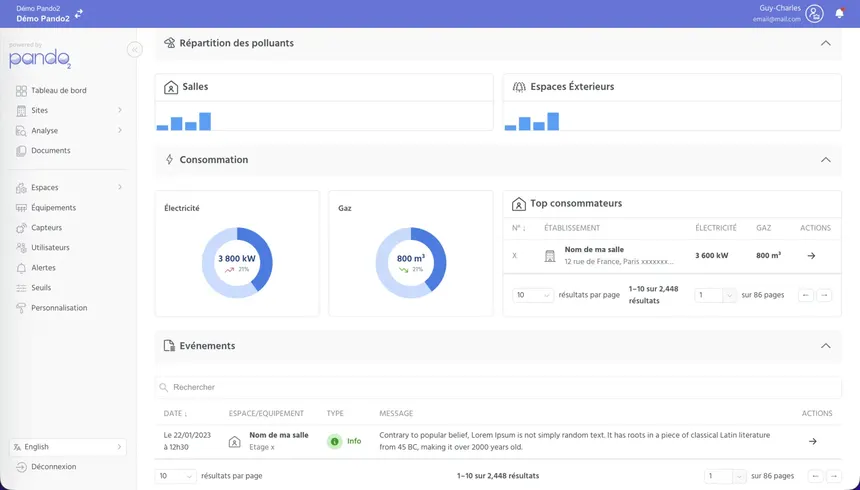 Démo Pando2
Démo Pando2
Guy-Charles
email@mail.com
powered by
pando2
Tableau de bord
Sites
Analyse
Documents
Espaces
Équipements
Capteurs
Utilisateurs
Alertes
Seuils
Personnalisation
English
Déconnexion
Répartition des polluants
Salles
Espaces Éxterieurs
Consommation
Électricité
3 800 kW
21%
Gaz
800 m³
21%
Top consommateurs
N° ↓ ÉTABLISSEMENT ÉLECTRICITÉ GAZ ACTIONS
X Nom de ma salle 3 600 kW 800 m³
12 rue de France, Paris xxxxxxx...
10 résultats par page 1–10 sur 2,448 résultats 1 sur 86 pages
Evénements
Rechercher
DATE ↓ ESPACE/EQUIPEMENT TYPE MESSAGE ACTIONS
Le 22/01/2023 Nom de ma salle Info Contrary to popular belief, Lorem Ipsum is not simply random text. It has roots in a piece of classical Latin literature
à 12h30 Etage x from 45 BC, making it over 2000 years old.
10 résultats par page 1–10 sur 2,448 résultats 1 sur 86 pages